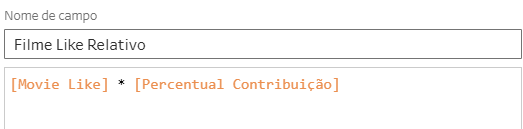 Nome de campo
Filme Like Relativo
[Movie Like] * [Percentual Contribuição]